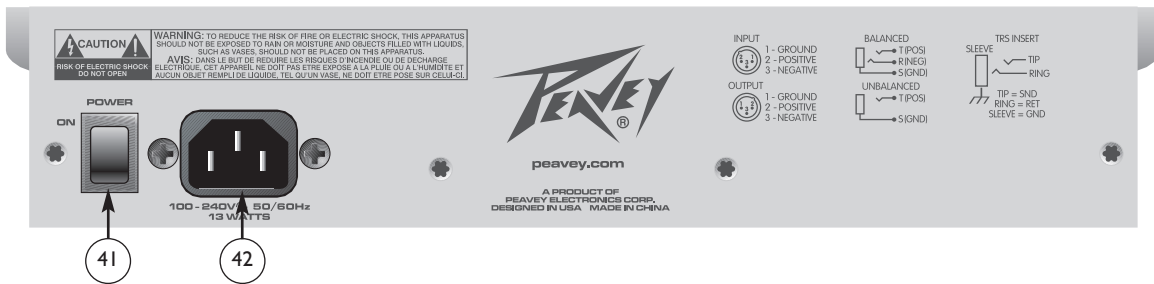 CAUTION
RISK OF ELECTRIC SHOCK
DO NOT OPEN
WARNING: TO REDUCE THE RISK OF FIRE OR ELECTRIC SHOCK, THIS APPARATUS
SHOULD NOT BE EXPOSED TO RAIN OR MOISTURE AND OBJECTS FILLED WITH LIQUIDS,
SUCH AS VASES, SHOULD NOT BE PLACED ON THIS APPARATUS.
AVIS: DANS LE BUT DE REDUIRE LES RISQUES D'INCENDIE OU DE DECHARGE
ELECTRIQUE, CET APPAREIL NE DOIT PAS ETRE EXPOSE A LA PLUIE OU A L'HUMIDITE ET
AUCUN OBJET REMPLI DE LIQUIDE, TEL QU'UN VASE, NE DOIT ETRE POSE SUR CELUI-CI.
POWER
ON
100-240V~ 50/60Hz
13 WATTS
41
42
PEAVEY
®
peavey.com
A PRODUCT OF
PEAVEY ELECTRONICS CORP.
DESIGNED IN USA MADE IN CHINA
INPUT
1 - GROUND
2 - POSITIVE
3 - NEGATIVE
OUTPUT
1 - GROUND
2 - POSITIVE
3 - NEGATIVE
BALANCED
T(POS)
R(NEG)
S(GND)
UNBALANCED
T(POS)
S(GND)
TRS INSERT
SLEEVE
TIP
RING
TIP = SND
RING = RET
SLEEVE = GND